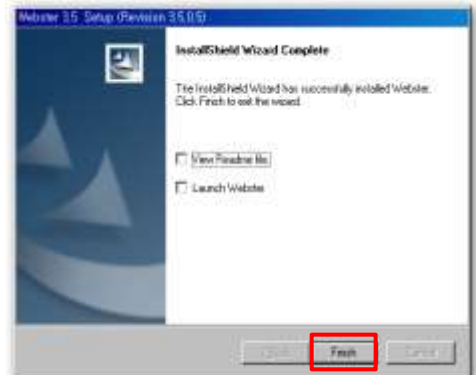 Webster 3.5 Setup (Revision 3.5.0.5)
InstallShield Wizard Complete
The InstallShield Wizard has successfully installed Webster.
Click Finish to exit the wizard.
View Readme file.
Launch Webster
Finish
Cancel